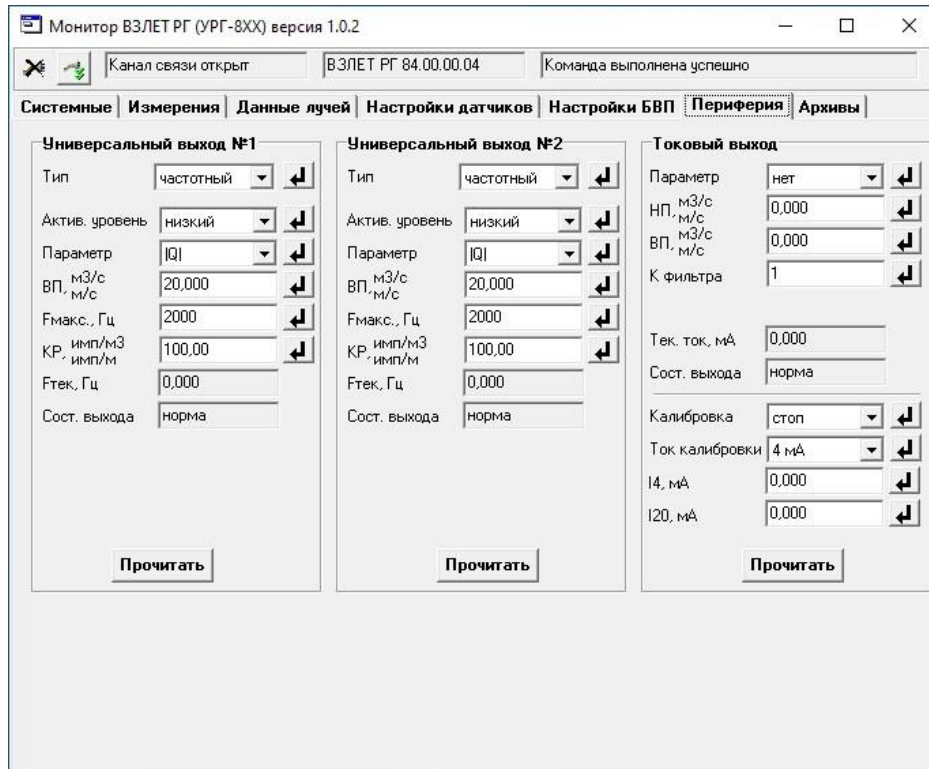 Монитор ВЗЛЕТ РГ (УРГ-8XX) версия 1.0.2
Канал связи открыт ВЗЛЕТ РГ 84.00.00.04 Команда выполнена успешно
Системные Измерения Данные лучей Настройки датчиков Настройки БВП Периферия Архивы
Универсальный выход №1
Тип частотный
Актив. уровень низкий
Параметр |Q|
ВП, м3/с м/с 20,000
Fмакс., Гц 2000
КР, имп/м3 имп/м 100,00
Fтек, Гц 0,000
Сост. выхода норма
Прочитать
Универсальный выход №2
Тип частотный
Актив. уровень низкий
Параметр |Q|
ВП, м3/с м/с 20,000
Fмакс., Гц 2000
КР, имп/м3 имп/м 100,00
Fтек, Гц 0,000
Сост. выхода норма
Прочитать
Токовый выход
Параметр нет
НП, м3/с м/с 0,000
ВП, м3/с м/с 0,000
К фильтра 1
Тек. ток, мА 0,000
Сост. выхода норма
Калибровка стоп
Ток калибровки 4 мА
I4, мА 0,000
I20, мА 0,000
Прочитать